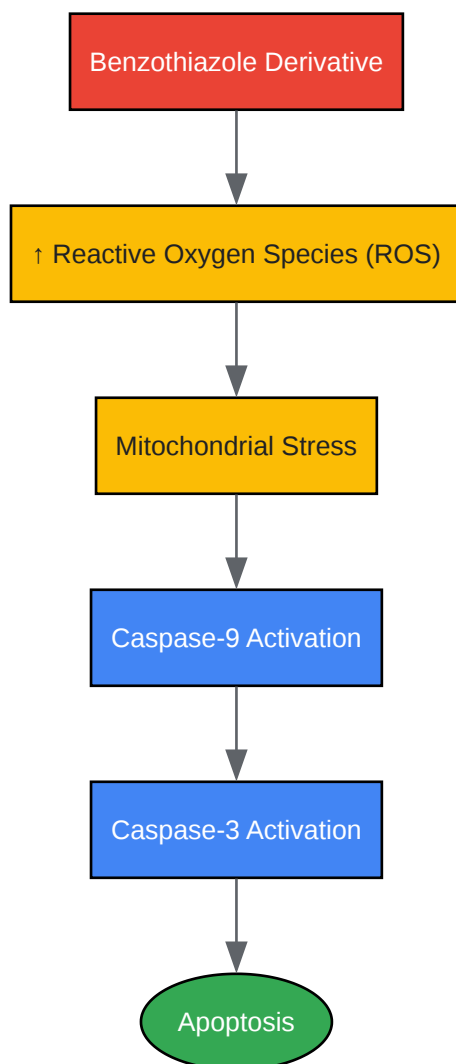 Benzothiazole Derivative
↑ Reactive Oxygen Species (ROS)
Mitochondrial Stress
Caspase-9 Activation
Caspase-3 Activation
Apoptosis